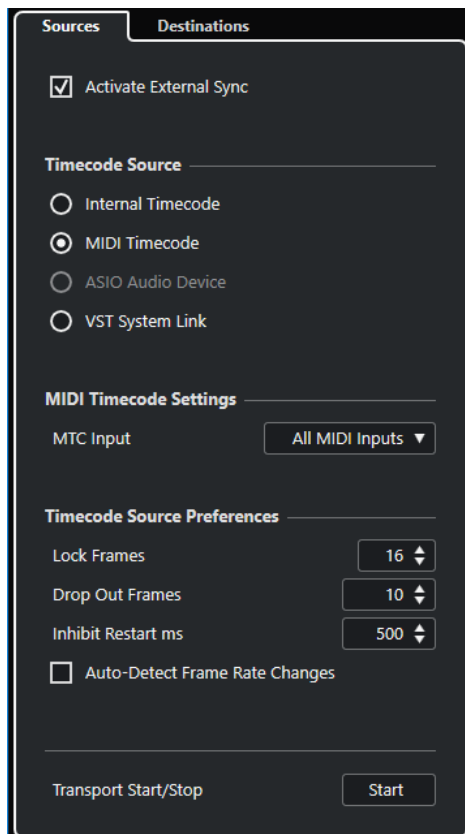 Sources Destinations
Activate External Sync
Timecode Source
Internal Timecode
MIDI Timecode
ASIO Audio Device
VST System Link
MIDI Timecode Settings
MTC Input All MIDI Inputs
Timecode Source Preferences
Lock Frames 16
Drop Out Frames 10
Inhibit Restart ms 500
Auto-Detect Frame Rate Changes
Transport Start/Stop Start